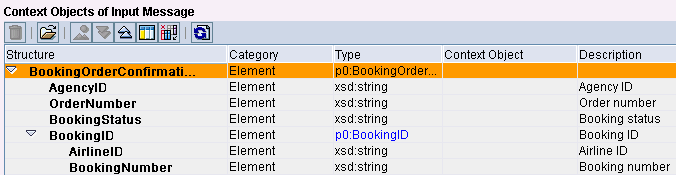 Context Objects of Input Message
Structure Category Type Context Object Description
BookingOrderConfirmati... Element p0:BookingOrder...
AgencyID Element xsd:string Agency ID
OrderNumber Element xsd:string Order number
BookingStatus Element xsd:string Booking status
BookingID Element p0:BookingID Booking ID
AirlineID Element xsd:string Airline ID
BookingNumber Element xsd:string Booking number